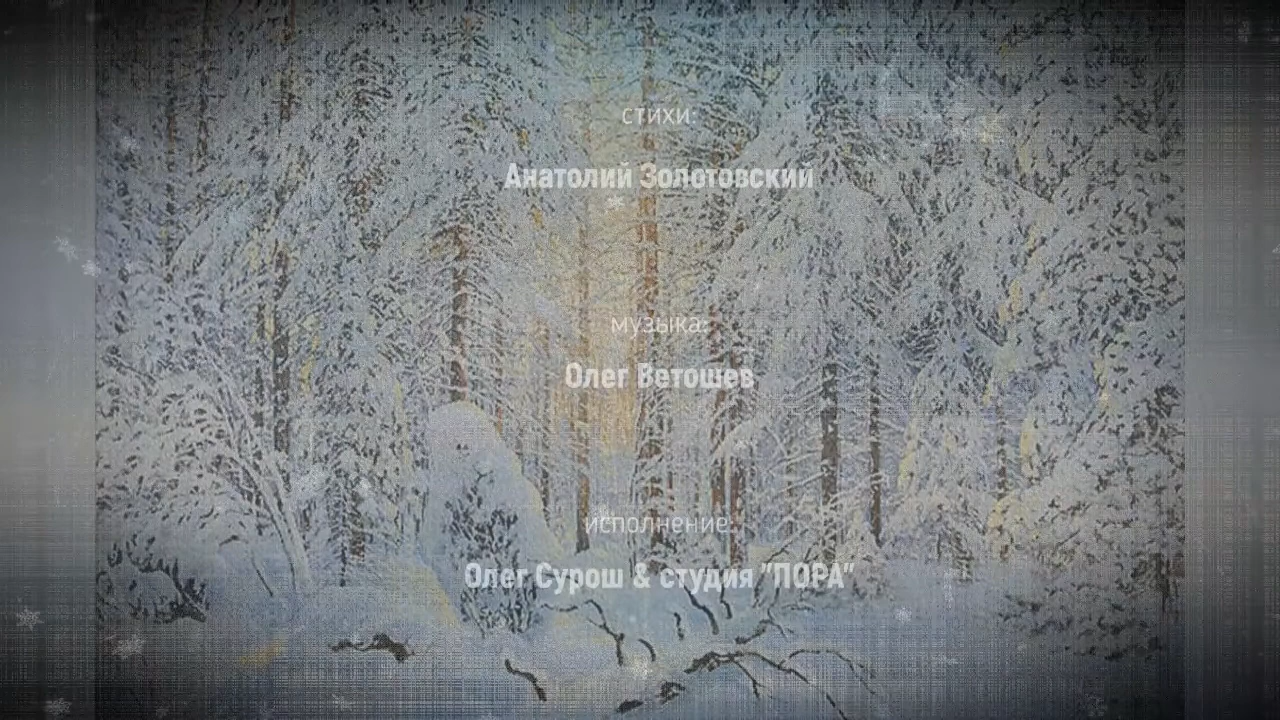 стихи:
Анатолий Золотовский
музыка:
Олег Ветошев
исполнение:
Олег Сурош & студия "ПОРА"